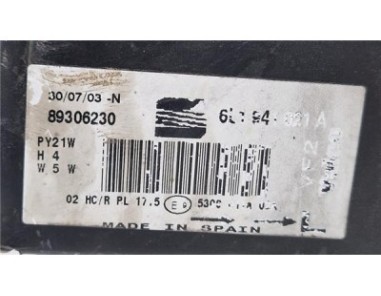 30/07/03 -N
89306230
PY21W
H 4
W 5 W
02 HC/R PL 17.5
MADE IN SPAIN